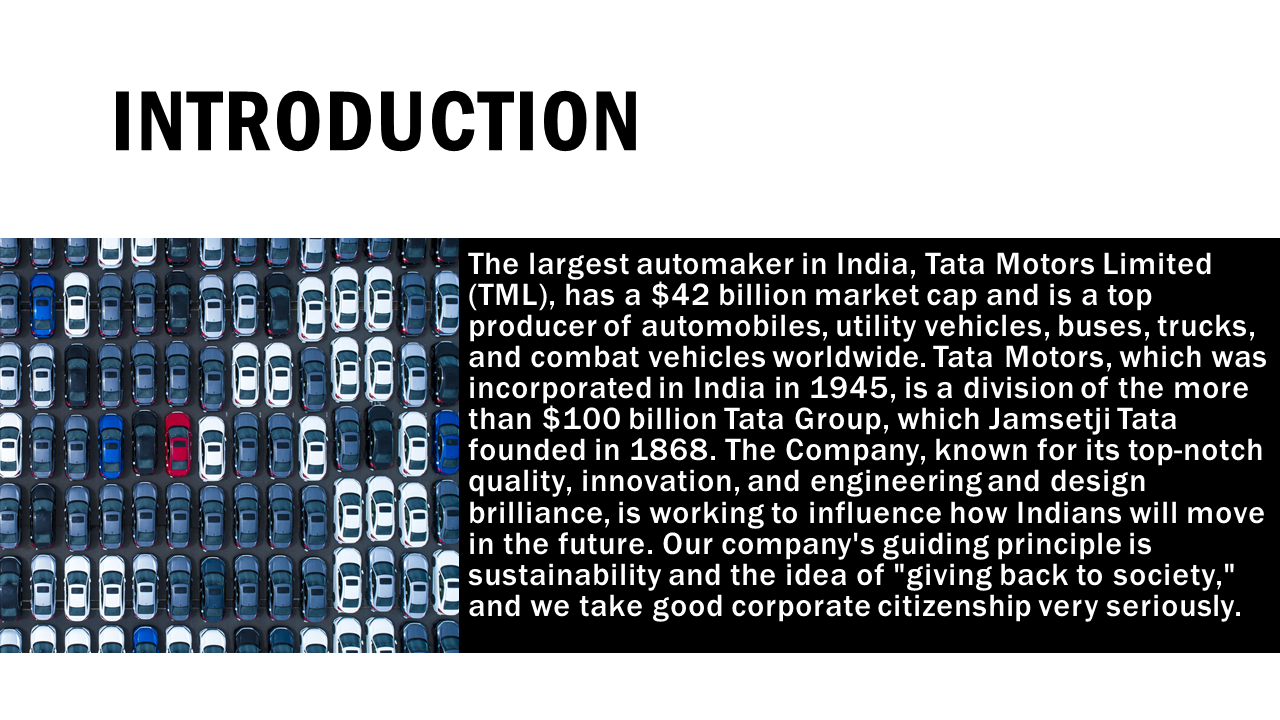 INTRODUCTION
The largest automaker in India, Tata Motors Limited
(TML), has a $42 billion market cap and is a top
producer of automobiles, utility vehicles, buses, trucks,
and combat vehicles worldwide. Tata Motors, which was
incorporated in India in 1945, is a division of the more
than $100 billion Tata Group, which Jamsetji Tata
founded in 1868. The Company, known for its top-notch
quality, innovation, and engineering and design
brilliance, is working to influence how Indians will move
in the future. Our company's guiding principle is
sustainability and the idea of "giving back to society,"
and we take good corporate citizenship very seriously.